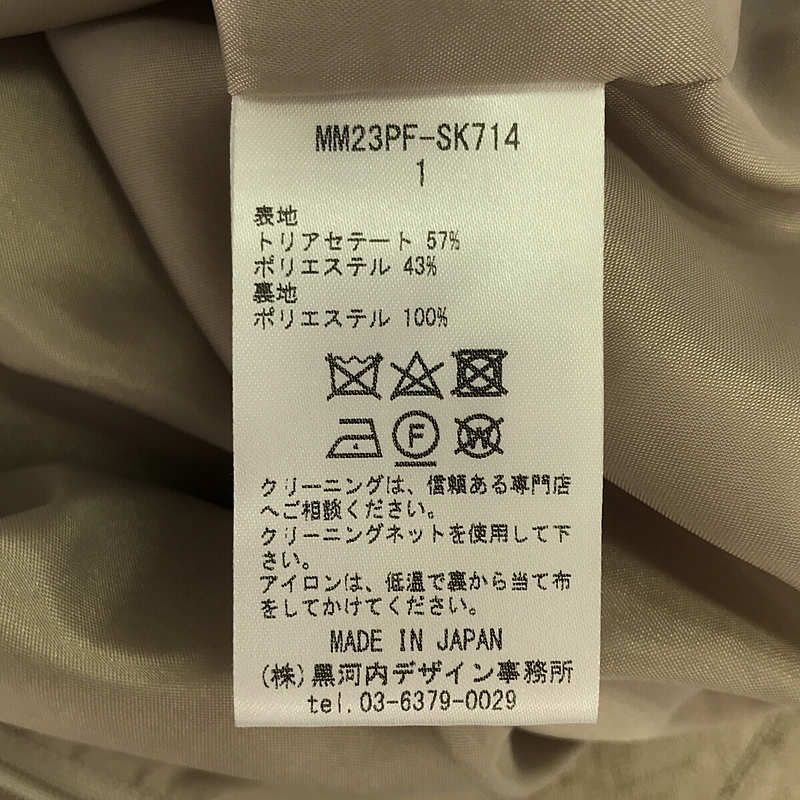 MM23PF-SK714
1
表地
トリアセテート 57%
ポリエステル 43%
裏地
ポリエステル 100%
F
W
クリーニングは、信頼ある専門店
へご相談ください。
クリーニングネットを使用して下
さい。
アイロンは、低温で裏から当て布
をしてかけてください。
MADE IN JAPAN
(株)黒河内デザイン事務所
tel.03-6379-0029